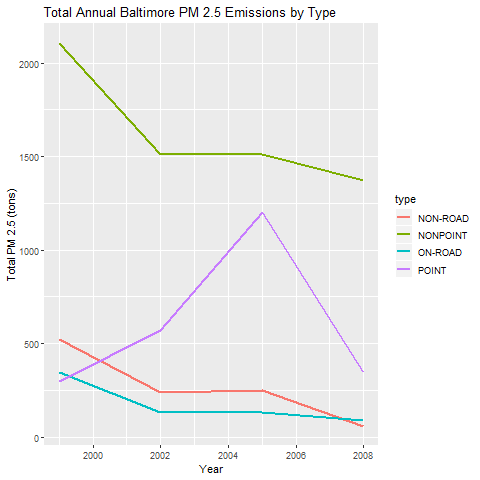 Total Annual Baltimore PM 2.5 Emissions by Type
Total PM 2.5 (tons)
2000
1500
1000
500
0
2000
2002
2004
2006
2008
Year
type
NON-ROAD
NONPOINT
ON-ROAD
POINT